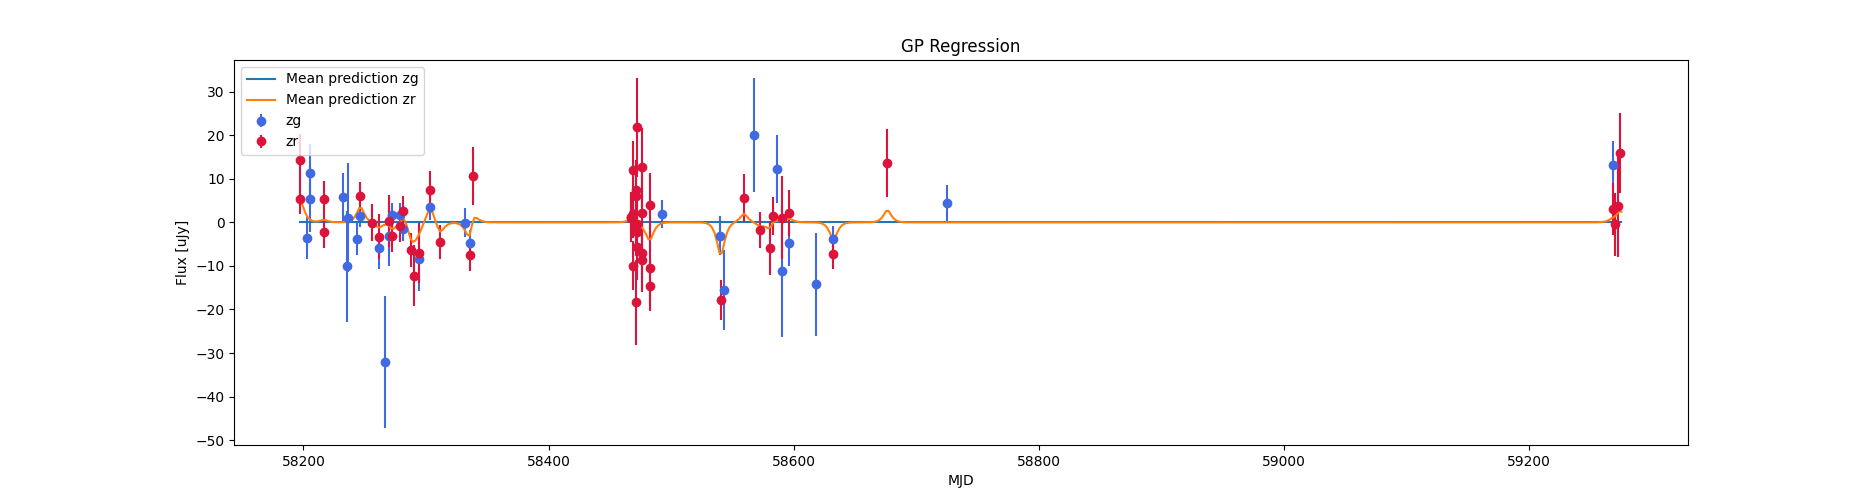 GP Regression
Mean prediction zg
Mean prediction zr
zg
zr
Flux [uJy]
30
20
10
0
−10
−20
−30
−40
−50
58200
58400
58600
58800
59000
59200
MJD